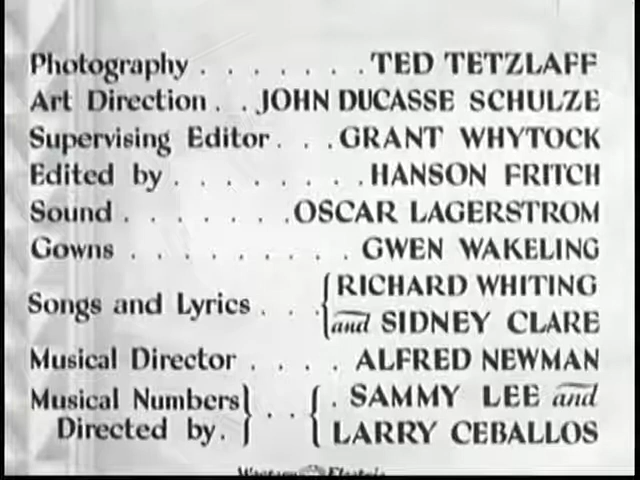 Photography . . . . . . . TED TETZLAFF
Art Direction . . JOHN DUCASSE SCHULZE
Supervising Editor . . . GRANT WHYTOCK
Edited by . . . . . . . . HANSON FRITCH
Sound . . . . . . . OSCAR LAGERSTROM
Gowns . . . . . . . . . GWEN WAKELING
Songs and Lyrics . . . { RICHARD WHITING
and SIDNEY CLARE
Musical Director . . . . ALFRED NEWMAN
Musical Numbers } . . { . SAMMY LEE and
Directed by . } { LARRY CEBALLOS
Western Electric